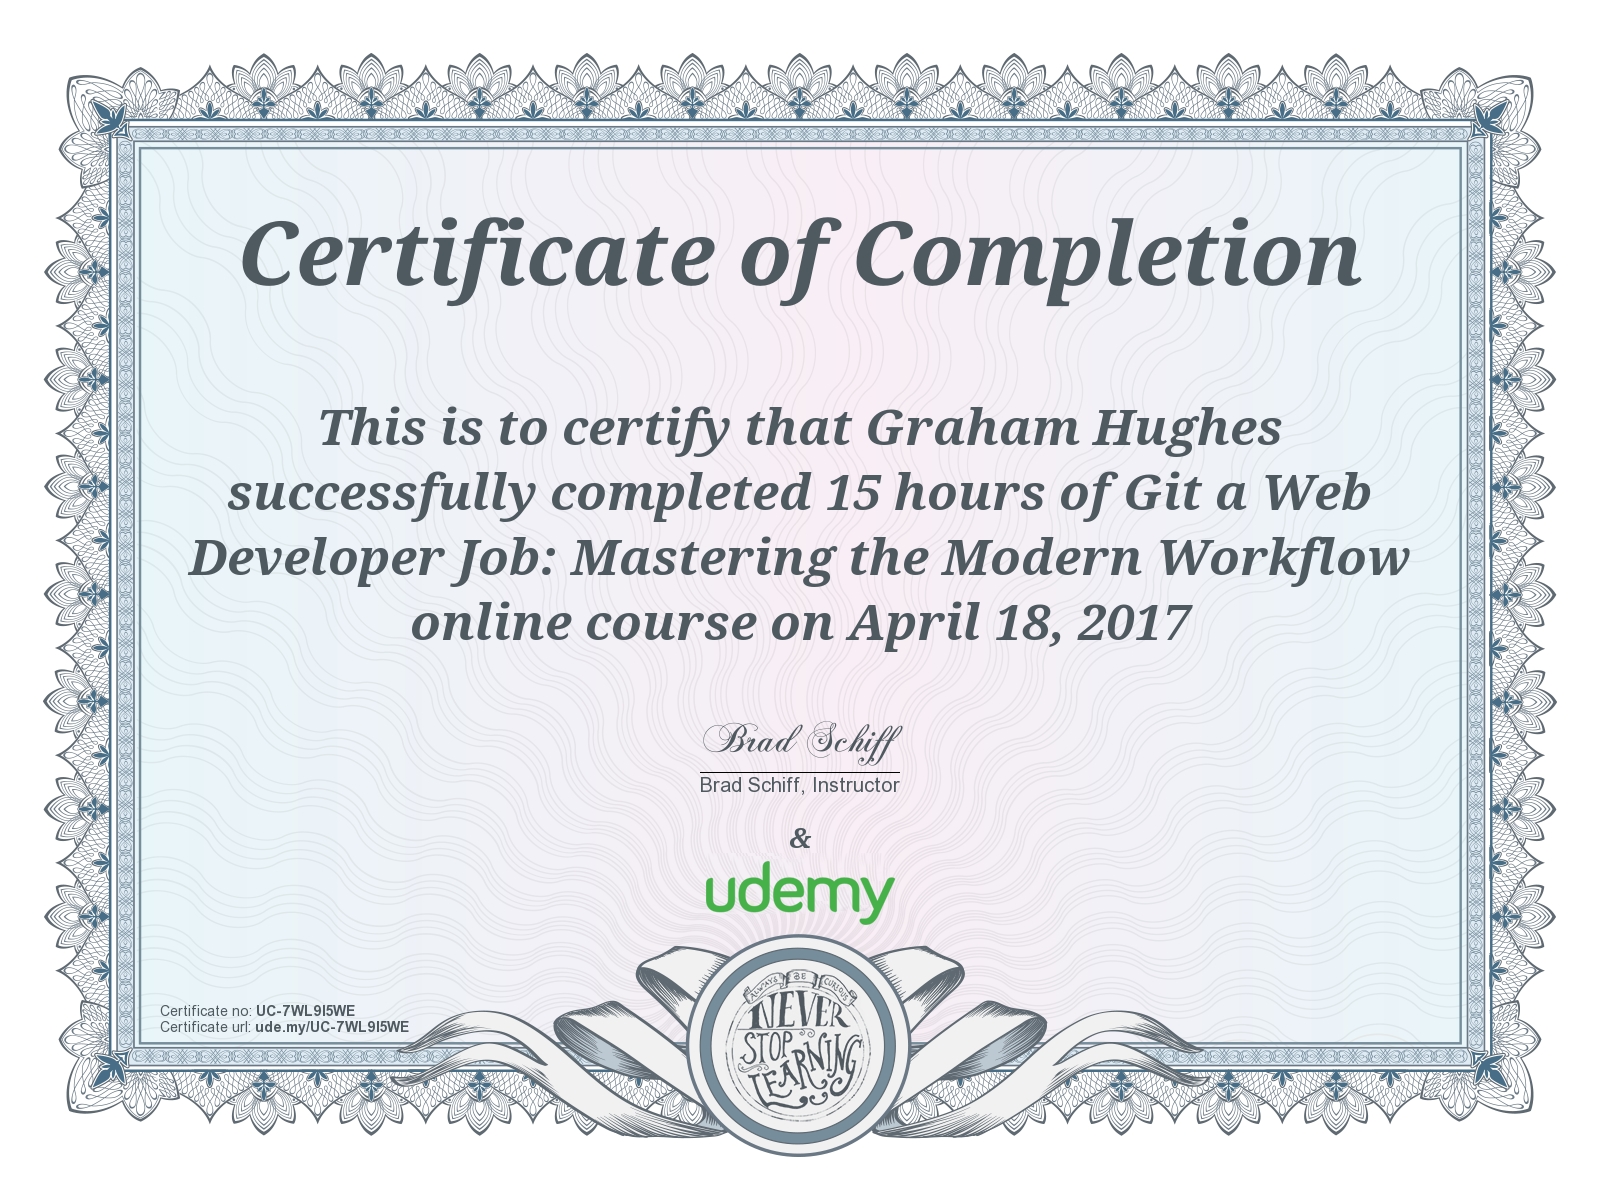 Certificate of Completion
This is to certify that Graham Hughes
successfully completed 15 hours of Git a Web
Developer Job: Mastering the Modern Workflow
online course on April 18, 2017
Brad Schiff
Brad Schiff, Instructor
&
udemy
Certificate no: UC-7WL9I5WE
Certificate url: ude.my/UC-7WL9I5WE
ALWAYS BE CURIOUS
NEVER
STOP
LEARNING